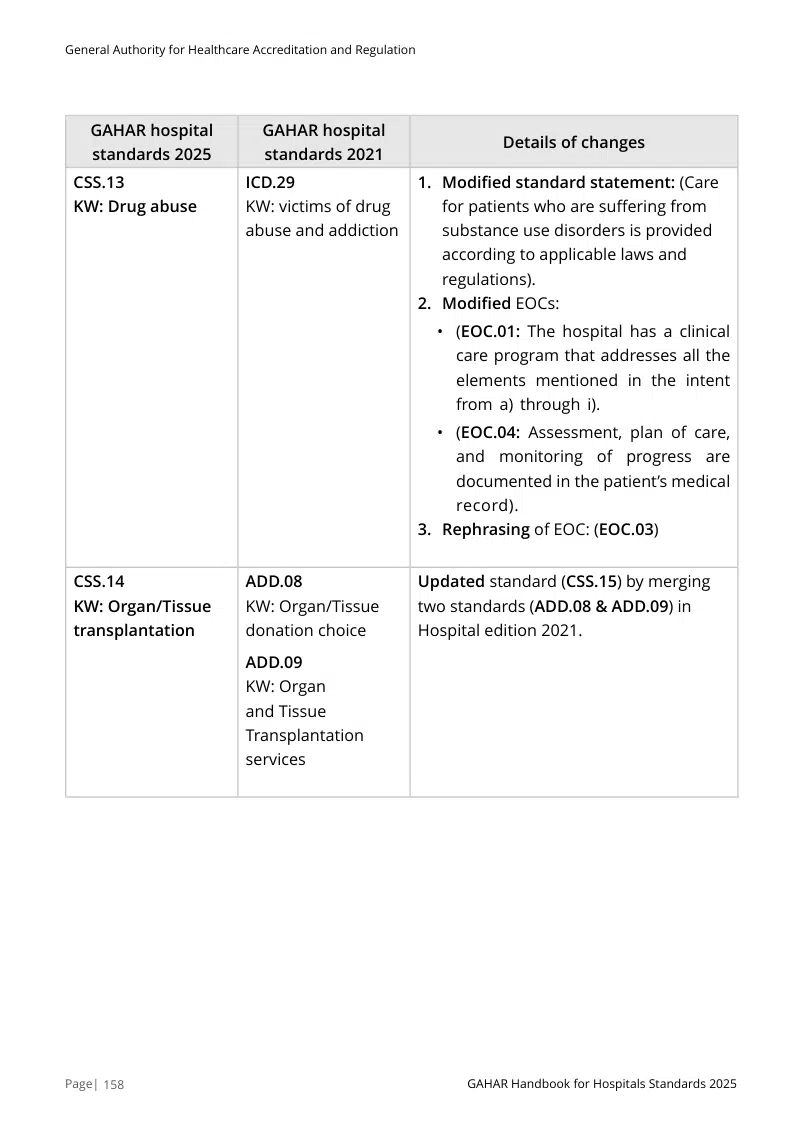 General Authority for Healthcare Accreditation and Regulation
GAHAR hospital
standards 2025
GAHAR hospital
standards 2021
Details of changes
CSS.13
KW: Drug abuse
ICD.29
KW: victims of drug
abuse and addiction
1. Modified standard statement: (Care
for patients who are suffering from
substance use disorders is provided
according to applicable laws and
regulations).
2. Modified EOCs:
• (EOC.01: The hospital has a clinical
care program that addresses all the
elements mentioned in the intent
from a) through i).
• (EOC.04: Assessment, plan of care,
and monitoring of progress are
documented in the patient’s medical
record).
3. Rephrasing of EOC: (EOC.03)
CSS.14
KW: Organ/Tissue
transplantation
ADD.08
KW: Organ/Tissue
donation choice
ADD.09
KW: Organ
and Tissue
Transplantation
services
Updated standard (CSS.15) by merging
two standards (ADD.08 & ADD.09) in
Hospital edition 2021.
Page| 158
GAHAR Handbook for Hospitals Standards 2025